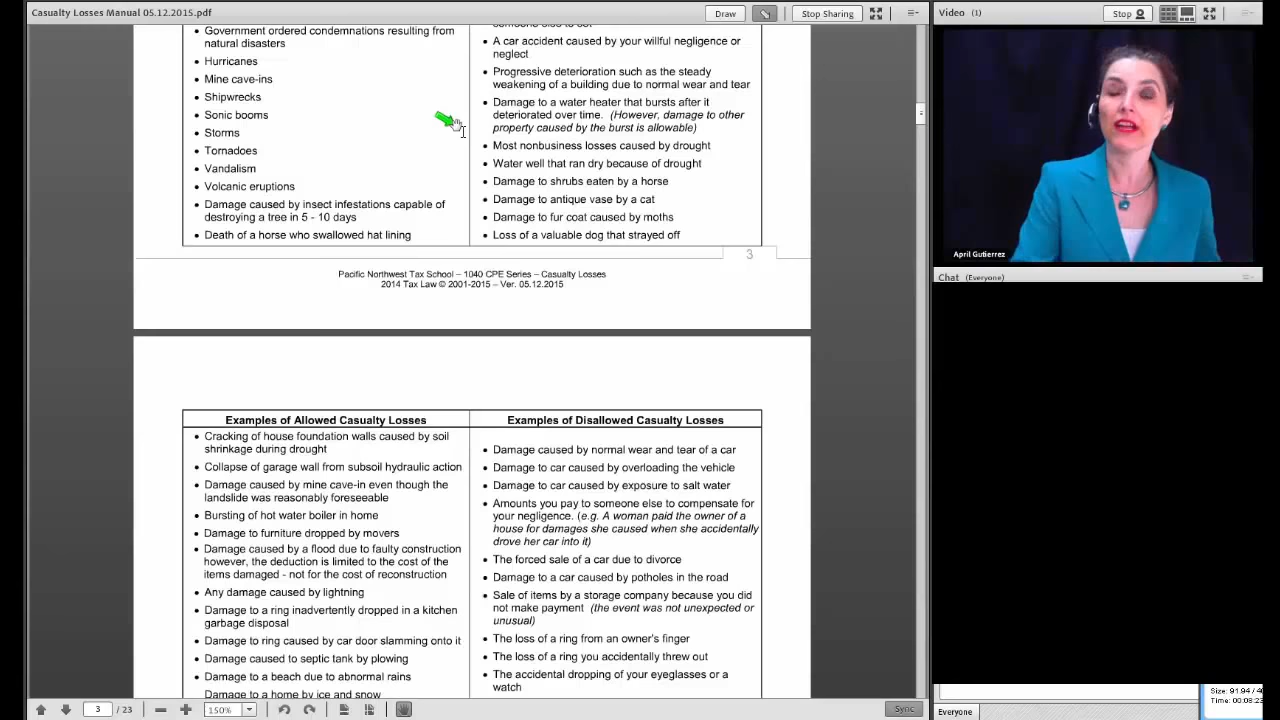 Casualty Losses Manual 05.12.2015.pdf
Draw
Stop Sharing
Government ordered condemnations resulting from
natural disasters
• Hurricanes
• Mine cave-ins
• Shipwrecks
• Sonic booms
• Storms
• Tornadoes
• Vandalism
• Volcanic eruptions
• Damage caused by insect infestations capable of
destroying a tree in 5 - 10 days
• Death of a horse who swallowed hat lining
someone else to set
• A car accident caused by your willful negligence or
neglect
• Progressive deterioration such as the steady
weakening of a building due to normal wear and tear
• Damage to a water heater that bursts after it
deteriorated over time. (However, damage to other
property caused by the burst is allowable)
• Most nonbusiness losses caused by drought
• Water well that ran dry because of drought
• Damage to shrubs eaten by a horse
• Damage to antique vase by a cat
• Damage to fur coat caused by moths
• Loss of a valuable dog that strayed off
3
Pacific Northwest Tax School – 1040 CPE Series – Casualty Losses
2014 Tax Law © 2001-2015 – Ver. 05.12.2015
Examples of Allowed Casualty Losses
• Cracking of house foundation walls caused by soil
shrinkage during drought
• Collapse of garage wall from subsoil hydraulic action
• Damage caused by mine cave-in even though the
landslide was reasonably foreseeable
• Bursting of hot water boiler in home
• Damage to furniture dropped by movers
• Damage caused by a flood due to faulty construction
however, the deduction is limited to the cost of the
items damaged - not for the cost of reconstruction
• Any damage caused by lightning
• Damage to a ring inadvertently dropped in a kitchen
garbage disposal
• Damage to ring caused by car door slamming onto it
• Damage caused to septic tank by plowing
• Damage to a beach due to abnormal rains
Damage to a home by ice and snow
Examples of Disallowed Casualty Losses
• Damage caused by normal wear and tear of a car
• Damage to car caused by overloading the vehicle
• Damage to car caused by exposure to salt water
• Amounts you pay to someone else to compensate for
your negligence. (e.g. A woman paid the owner of a
house for damages she caused when she accidentally
drove her car into it)
• The forced sale of a car due to divorce
• Damage to a car caused by potholes in the road
• Sale of items by a storage company because you did
not make payment (the event was not unexpected or
unusual)
• The loss of a ring from an owner's finger
• The loss of a ring you accidentally threw out
• The accidental dropping of your eyeglasses or a
watch
3 / 23
150%
Sync
Video (1)
Stop
April Gutierrez
Chat (Everyone)
Everyone
Size: 91.94 / 4
Time: 00:08:2